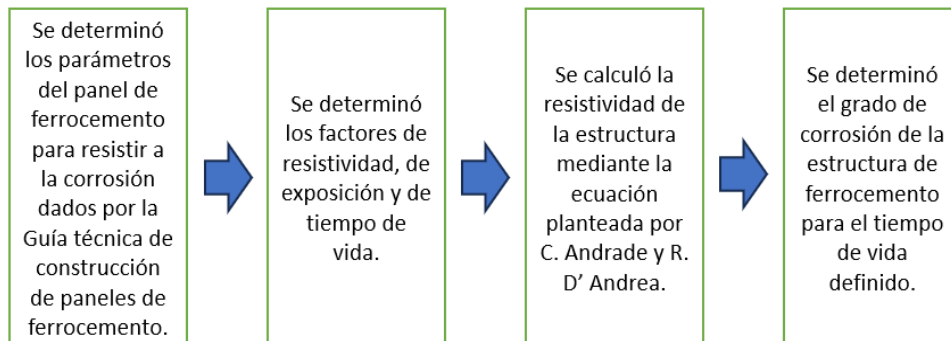 Se determinó
los parámetros
del panel de
ferrocemento
para resistir a
la corrosión
dados por la
Guía técnica de
construcción
de paneles de
ferrocemento.
Se determinó
los factores de
resistividad, de
exposición y de
tiempo de
vida.
Se calculó la
resistividad de
la estructura
mediante la
ecuación
planteada por
C. Andrade y R.
D’ Andrea.
Se determinó
el grado de
corrosión de la
estructura de
ferrocemento
para el tiempo
de vida
definido.